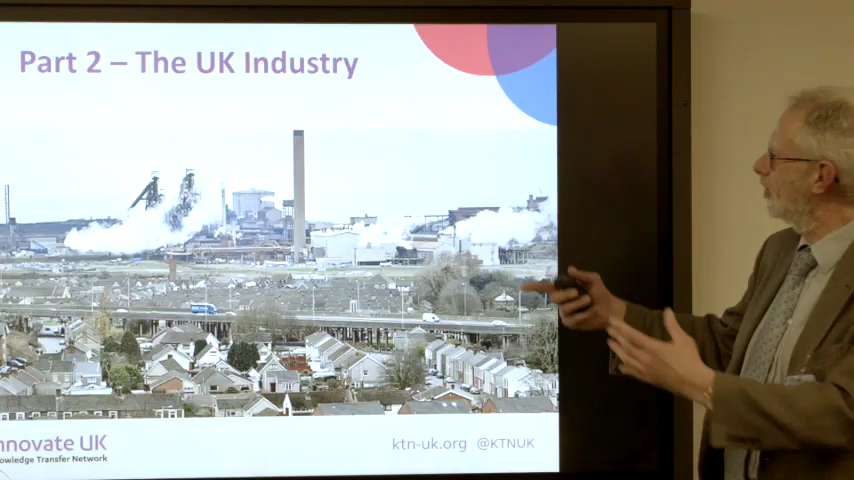 Part 2 – The UK Industry
nnovate UK
owledge Transfer Network
ktn-uk.org @KTNUK